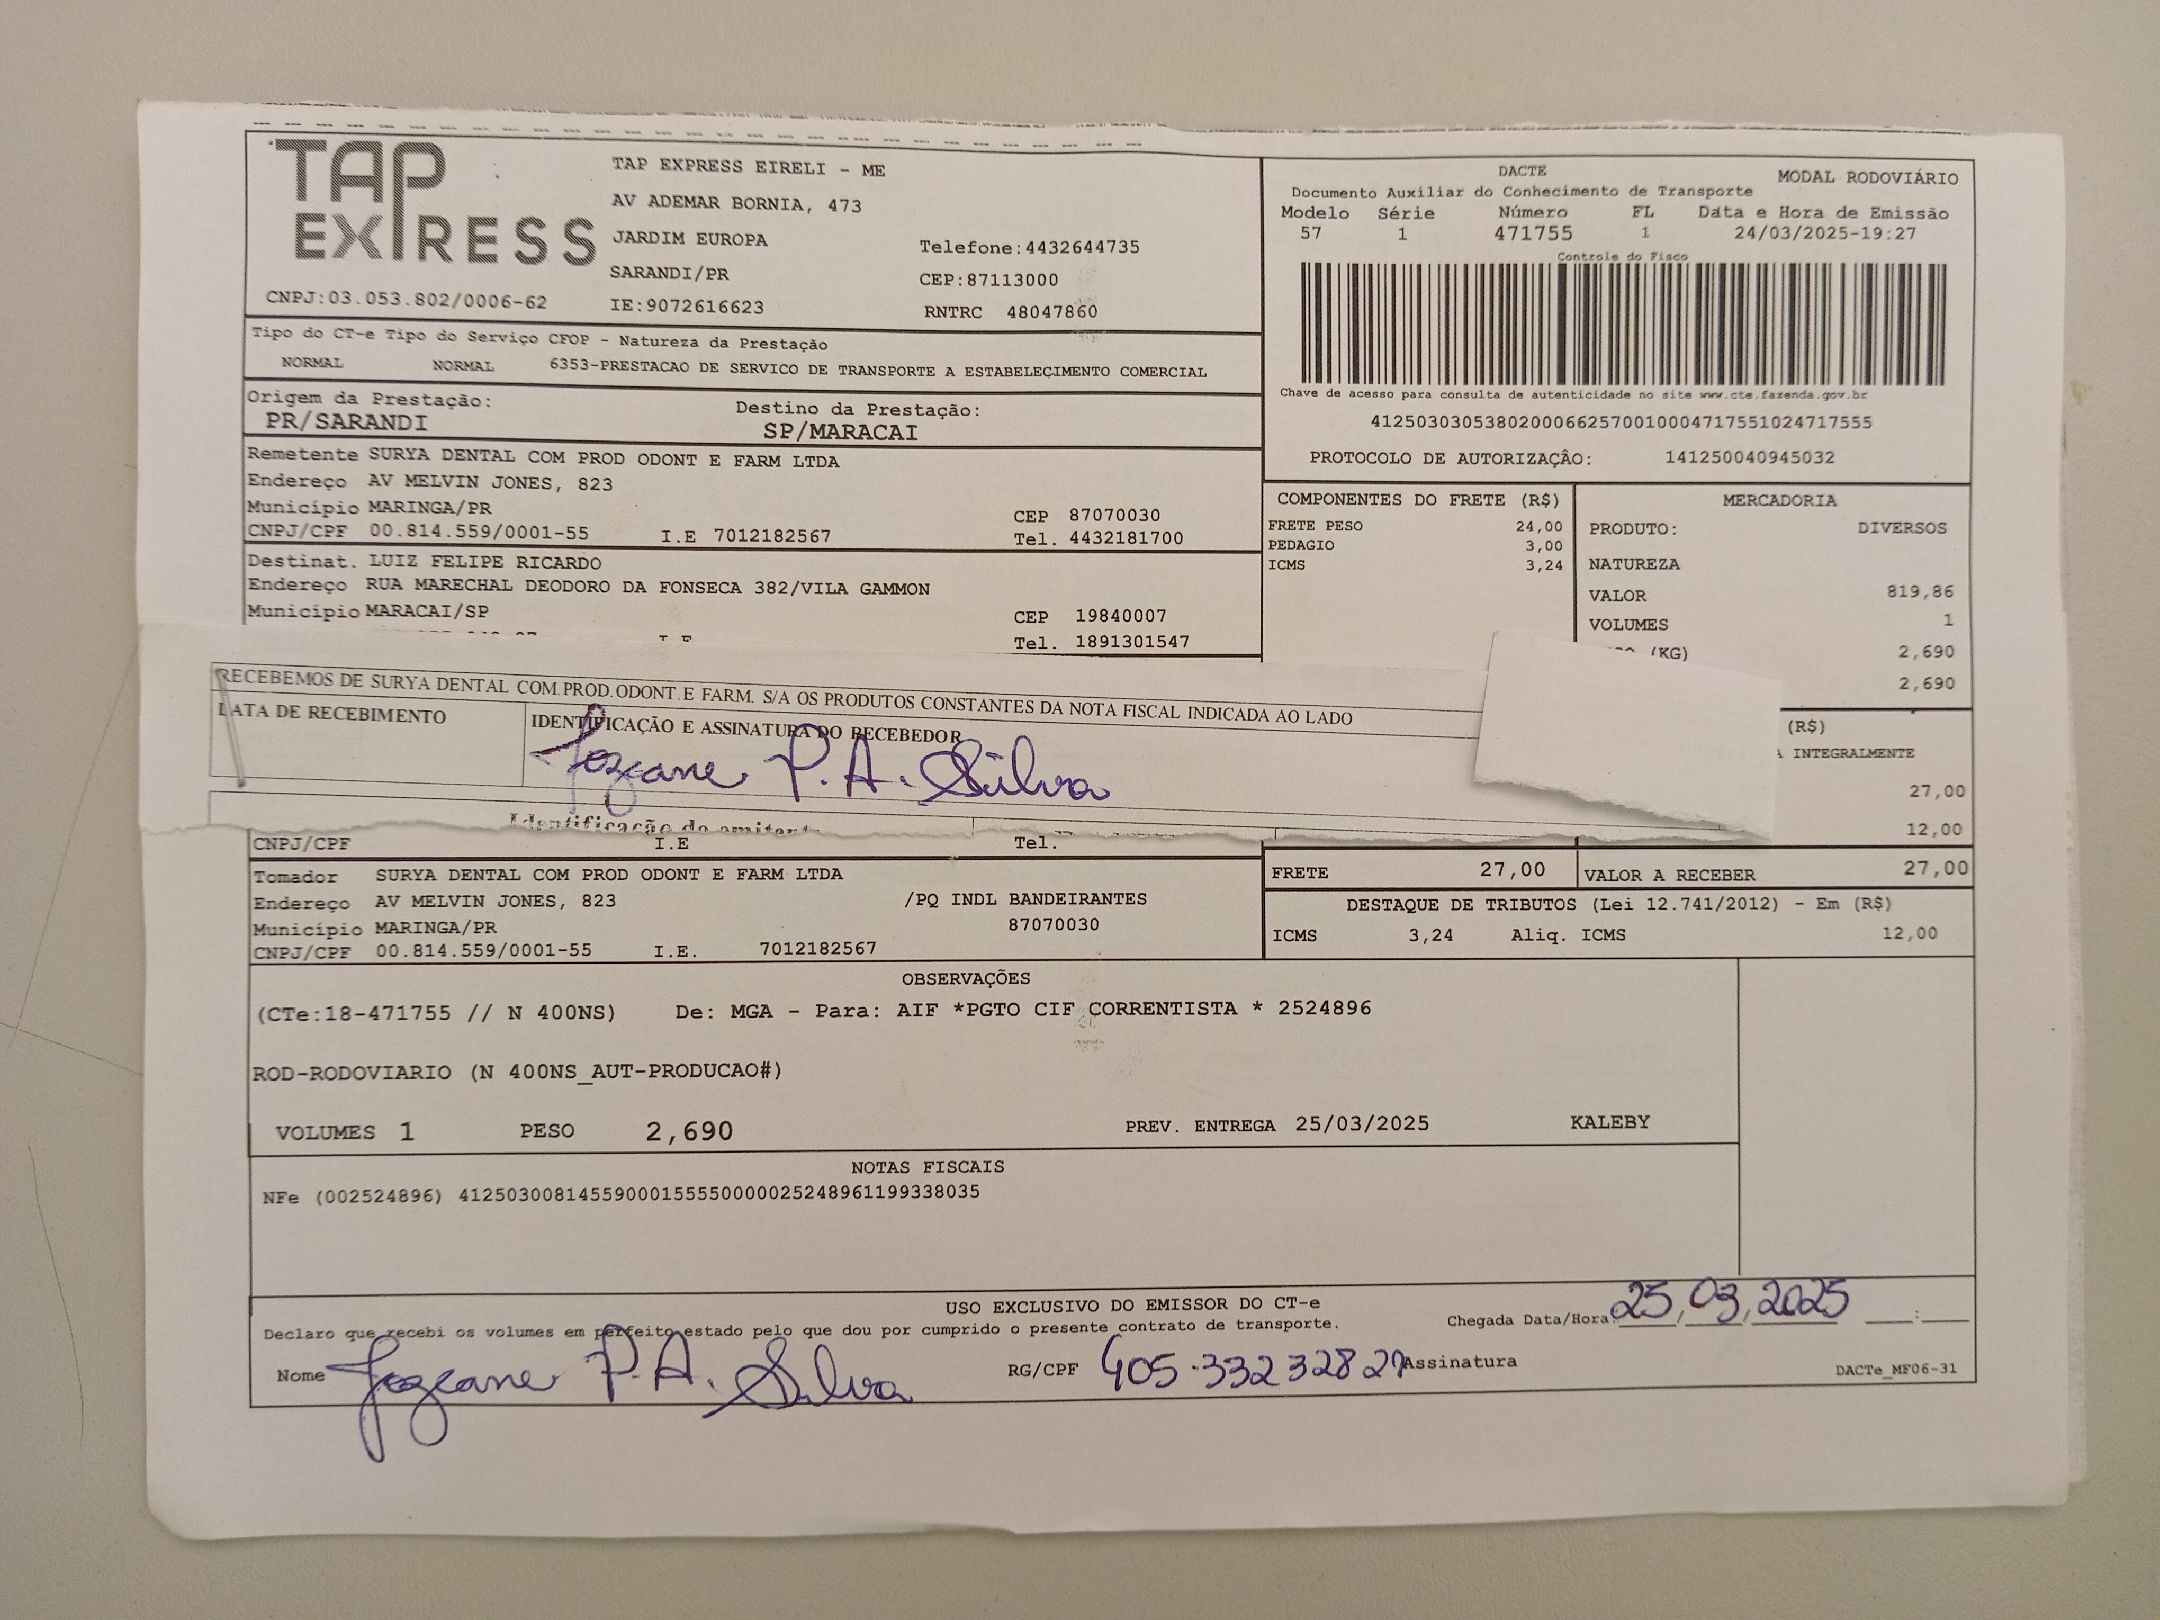 TAP EXPRESS
TAP EXPRESS EIRELI - ME
AV ADEMAR BORNIA, 473
JARDIM EUROPA Telefone:4432644735
SARANDI/PR CEP:87113000
CNPJ:03.053.802/0006-62 IE:9072616623 RNTRC 48047860
DACTE MODAL RODOVIÁRIO
Documento Auxiliar do Conhecimento de Transporte
Modelo Série Número FL Data e Hora de Emissão
57 1 471755 1 24/03/2025-19:27
Controle do Fisco
Chave de acesso para consulta de autenticidade no site www.cte.fazenda.gov.br
41250303053802000662570010004717551024717555
PROTOCOLO DE AUTORIZAÇÂO: 141250040945032
Tipo do CT-e Tipo do Serviço CFOP - Natureza da Prestação
NORMAL NORMAL 6353-PRESTACAO DE SERVICO DE TRANSPORTE A ESTABELECIMENTO COMERCIAL
Origem da Prestação: Destino da Prestação:
PR/SARANDI SP/MARACAI
Remetente SURYA DENTAL COM PROD ODONT E FARM LTDA
Endereço AV MELVIN JONES, 823
Município MARINGA/PR CEP 87070030
CNPJ/CPF 00.814.559/0001-55 I.E 7012182567 Tel. 4432181700
Destinat. LUIZ FELIPE RICARDO
Endereço RUA MARECHAL DEODORO DA FONSECA 382/VILA GAMMON
Município MARACAI/SP CEP 19840007
Tel. 1891301547
COMPONENTES DO FRETE (R$)
FRETE PESO 24,00
PEDAGIO 3,00
ICMS 3,24
MERCADORIA
PRODUTO: DIVERSOS
NATUREZA
VALOR 819,86
VOLUMES 1
(KG) 2,690
2,690
(R$)
INTEGRALMENTE
27,00
12,00
RECEBEMOS DE SURYA DENTAL COM.PROD.ODONT.E FARM. S/A OS PRODUTOS CONSTANTES DA NOTA FISCAL INDICADA AO LADO
DATA DE RECEBIMENTO IDENTIFICAÇÃO E ASSINATURA DO RECEBEDOR
Jozeane P.A. Silva
Identificação do emitente
CNPJ/CPF I.E Tel.
Tomador SURYA DENTAL COM PROD ODONT E FARM LTDA
Endereço AV MELVIN JONES, 823 /PQ INDL BANDEIRANTES
Município MARINGA/PR 87070030
CNPJ/CPF 00.814.559/0001-55 I.E. 7012182567
FRETE 27,00 VALOR A RECEBER 27,00
DESTAQUE DE TRIBUTOS (Lei 12.741/2012) - Em (R$)
ICMS 3,24 Aliq. ICMS 12,00
OBSERVAÇÕES
(CTe:18-471755 // N 400NS) De: MGA - Para: AIF *PGTO CIF CORRENTISTA * 2524896
ROD-RODOVIARIO (N 400NS_AUT-PRODUCAO#)
VOLUMES 1 PESO 2,690 PREV. ENTREGA 25/03/2025 KALEBY
NOTAS FISCAIS
NFe (002524896) 41250300814559000155550000025248961199338035
USO EXCLUSIVO DO EMISSOR DO CT-e
Declaro que recebi os volumes em perfeito estado pelo que dou por cumprido o presente contrato de transporte. Chegada Data/Hora: 25,03,2025
Nome Jozeane P.A. Silva RG/CPF 405.332328 27 Assinatura DACTe_MF06-31